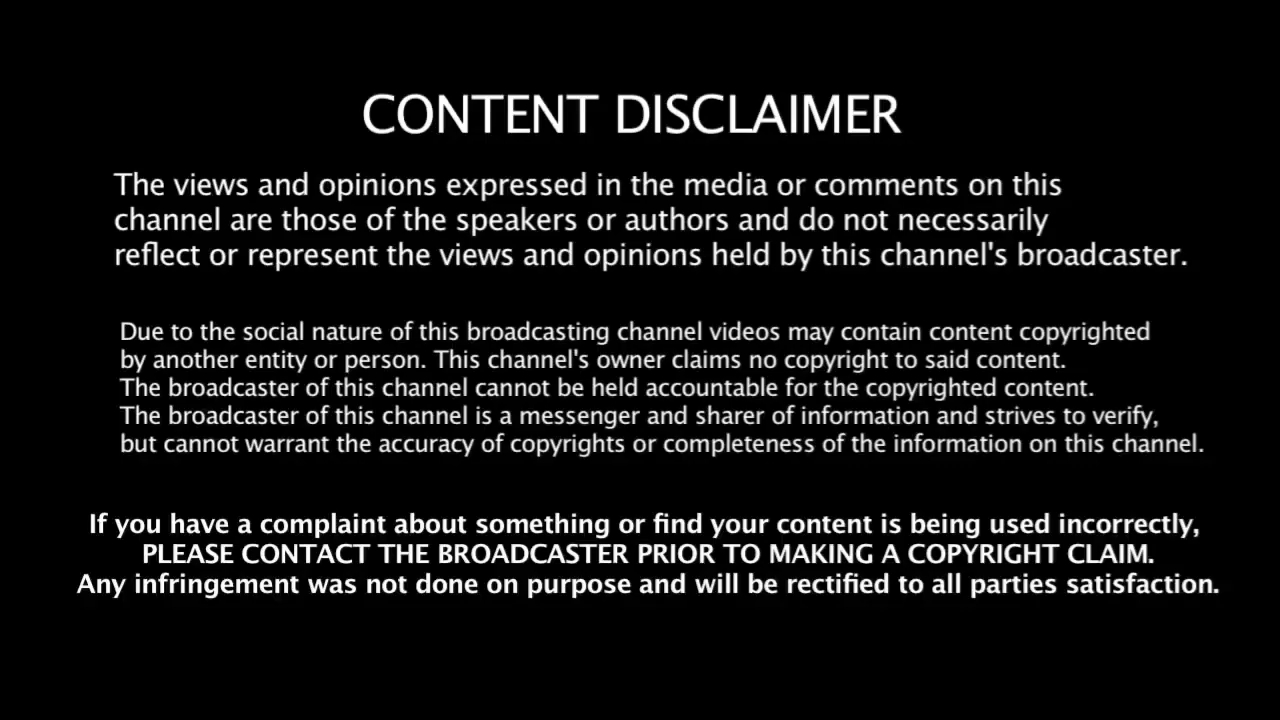 CONTENT DISCLAIMER
The views and opinions expressed in the media or comments on this
channel are those of the speakers or authors and do not necessarily
reflect or represent the views and opinions held by this channel's broadcaster.
Due to the social nature of this broadcasting channel videos may contain content copyrighted
by another entity or person. This channel's owner claims no copyright to said content.
The broadcaster of this channel cannot be held accountable for the copyrighted content.
The broadcaster of this channel is a messenger and sharer of information and strives to verify,
but cannot warrant the accuracy of copyrights or completeness of the information on this channel.
If you have a complaint about something or find your content is being used incorrectly,
PLEASE CONTACT THE BROADCASTER PRIOR TO MAKING A COPYRIGHT CLAIM.
Any infringement was not done on purpose and will be rectified to all parties satisfaction.